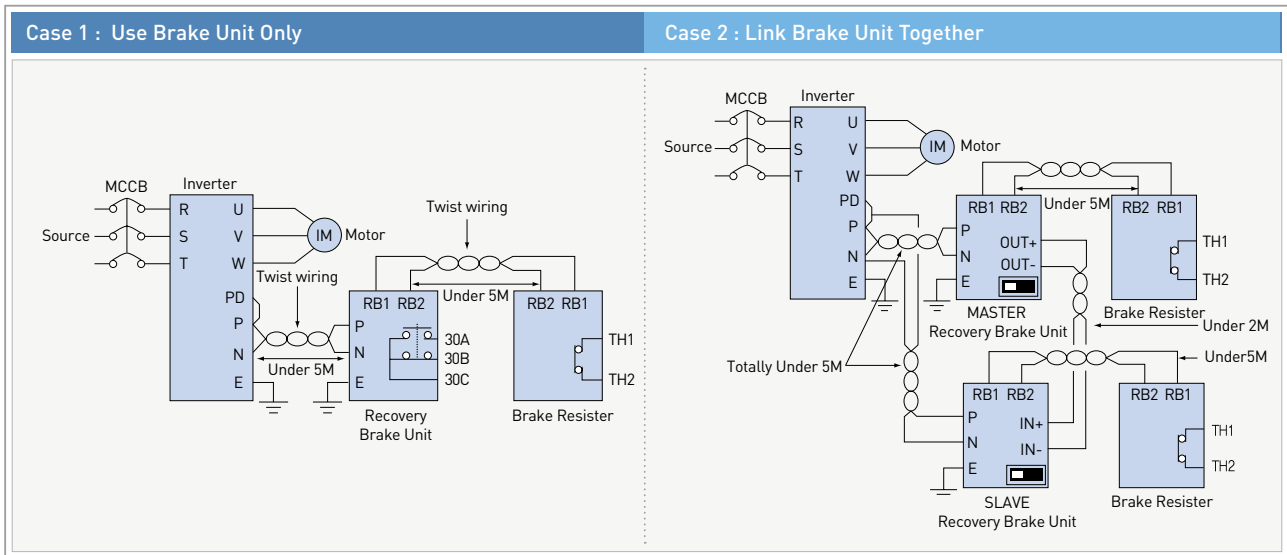 Case 1 : Use Brake Unit Only
Case 2 : Link Brake Unit Together
MCCB
Inverter
Source
R
S
T
U
V
W
IM
Motor
PD
P
N
E
Twist wiring
Under 5M
Twist wiring
Under 5M
RB1 RB2
P
N
E
30A
30B
30C
Recovery
Brake Unit
RB2 RB1
TH1
TH2
Brake Resister
MCCB
Inverter
Source
R
S
T
U
V
W
IM
Motor
PD
P
N
E
Totally Under 5M
RB1 RB2
P
N
E
OUT+
OUT-
MASTER
Recovery Brake Unit
Under 5M
RB2 RB1
TH1
TH2
Brake Resister
Under 2M
Under5M
RB1 RB2
P
N
E
IN+
IN-
SLAVE
Recovery Brake Unit
RB2 RB1
TH1
TH2
Brake Resister